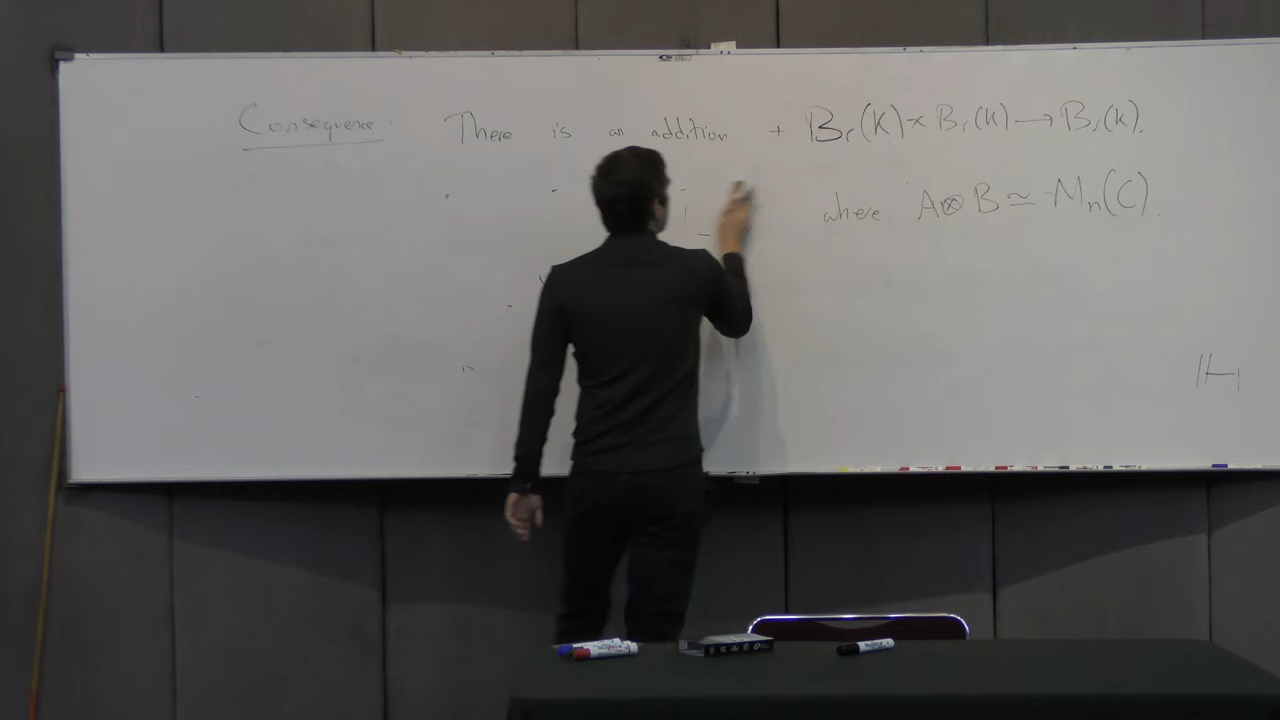 Consequence: There is an addition + Br(K) × Br(K) → Br(K).
where A⊗B ≃ Mn(C).
H